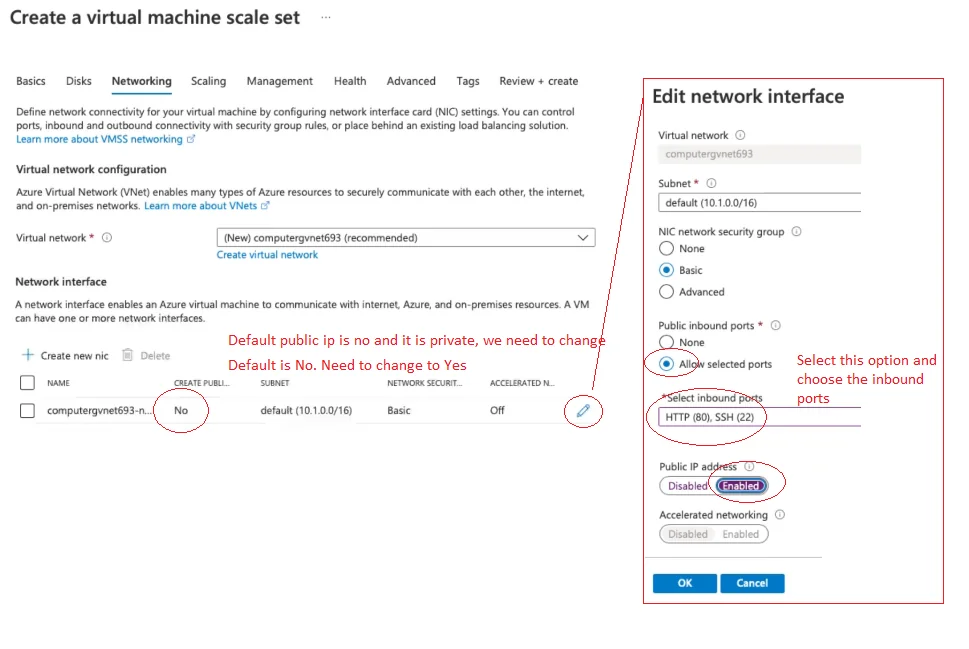 Create a virtual machine scale set ...
Basics Disks Networking Scaling Management Health Advanced Tags Review + create
Define network connectivity for your virtual machine by configuring network interface card (NIC) settings. You can control
ports, inbound and outbound connectivity with security group rules, or place behind an existing load balancing solution.
Learn more about VMSS networking
Virtual network configuration
Azure Virtual Network (VNet) enables many types of Azure resources to securely communicate with each other, the internet,
and on-premises networks. Learn more about VNets
Virtual network *
(New) computergvnet693 (recommended)
Create virtual network
Network interface
A network interface enables an Azure virtual machine to communicate with internet, Azure, and on-premises resources. A VM
can have one or more network interfaces.
Default public ip is no and it is private, we need to change
Default is No. Need to change to Yes
Create new nic Delete
NAME CREATE PUBLI... SUBNET NETWORK SECURIT... ACCELERATED N...
computergvnet693-n... No default (10.1.0.0/16) Basic Off
Edit network interface
Virtual network
computergvnet693
Subnet *
default (10.1.0.0/16)
NIC network security group
None
Basic
Advanced
Public inbound ports *
None
Allow selected ports
Select this option and
choose the inbound
ports
*Select inbound ports
HTTP (80), SSH (22)
Public IP address
Disabled Enabled
Accelerated networking
Disabled Enabled
OK Cancel